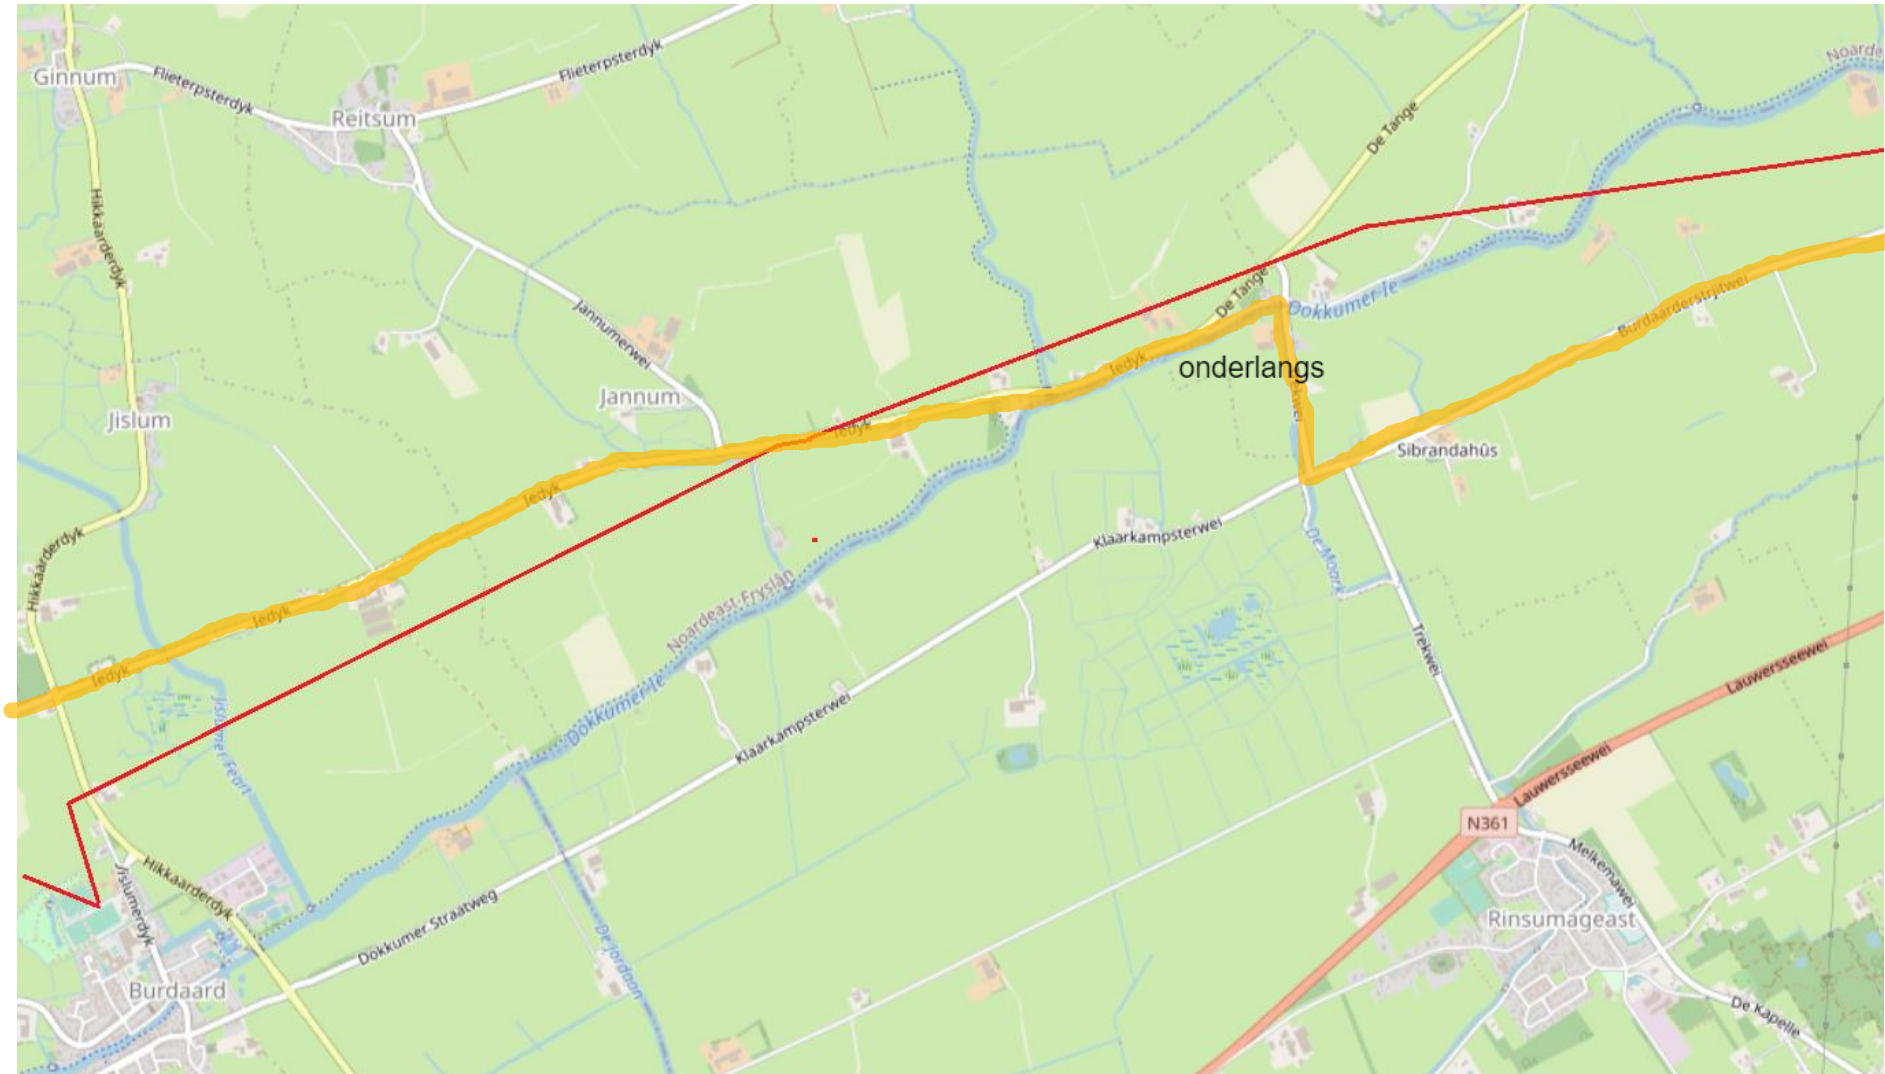 Noarde
Ginnum
Flieterpsterdyk
Flieterpsterdyk
Reitsum
De Tange
Hikkaarderdyk
Jannumerwei
De Tange
Dokkumer Ie
Burdaarderstrjitwei
Iedyk
onderlangs
Jannum
Jislum
Iedyk
Sibrandahûs
Iedyk
Klaarkampsterwei
De Moark
Hikkaarderdyk
Noardeast-Fryslân
Iedyk
Trekwei
Iedyk
Lauwersseewei
Dokkumer Ie
Jislumer Feart
Klaarkampsterwei
Lauwersseewei
N361
Hikkaarderdyk
Jislumerdyk
Melkemawei
Dokkumer Straatweg
Rinsumageast
De Jordaan
Burdaard
De Kapelle